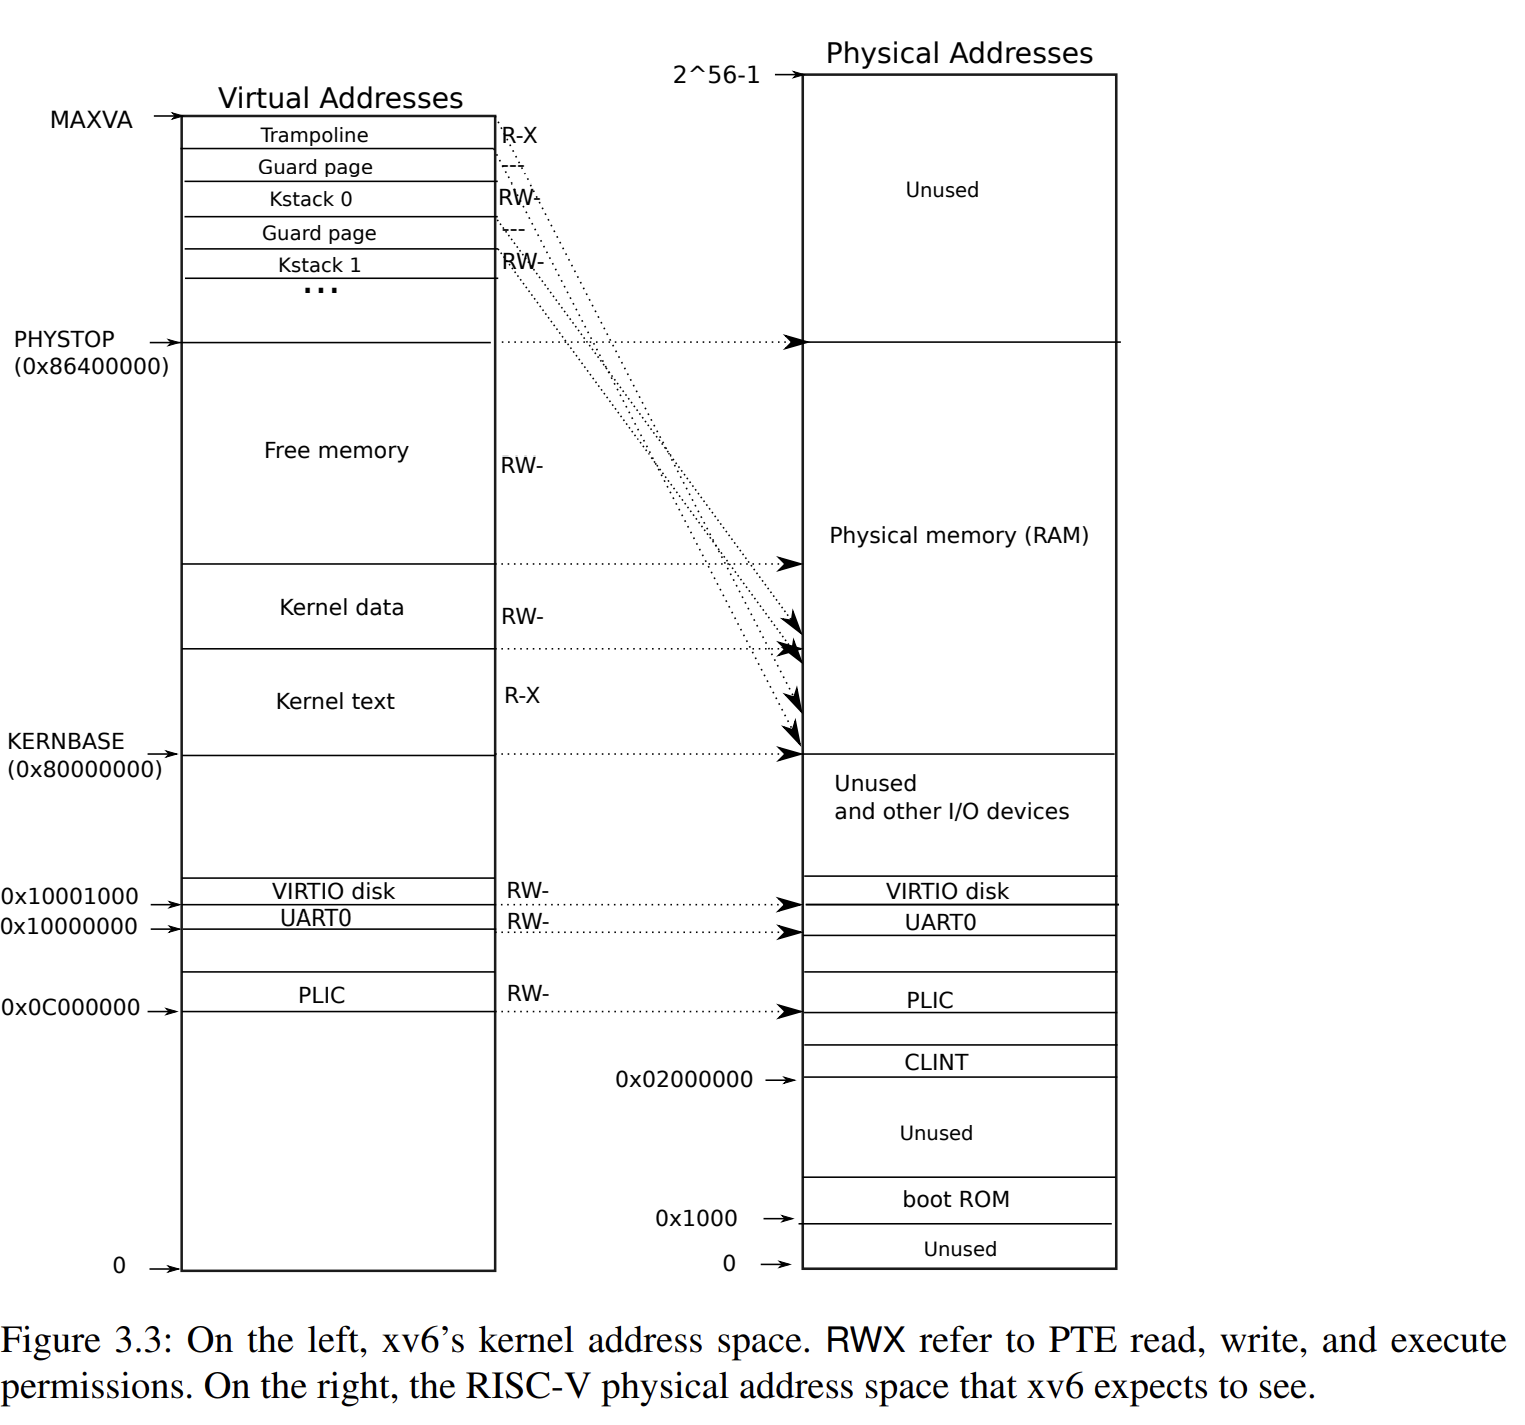 Physical Addresses
2^56-1
Virtual Addresses
MAXVA
Trampoline
R-X
Guard page
---
Kstack 0
RW-
Guard page
---
Kstack 1
RW-
...
Unused
PHYSTOP
(0x86400000)
Free memory
RW-
Physical memory (RAM)
Kernel data
RW-
Kernel text
R-X
KERNBASE
(0x80000000)
Unused
and other I/O devices
0x10001000
VIRTIO disk
RW-
VIRTIO disk
0x10000000
UART0
RW-
UART0
0x0C000000
PLIC
RW-
PLIC
CLINT
0x02000000
Unused
boot ROM
0x1000
Unused
0
0
Figure 3.3: On the left, xv6's kernel address space. RWX refer to PTE read, write, and execute
permissions. On the right, the RISC-V physical address space that xv6 expects to see.